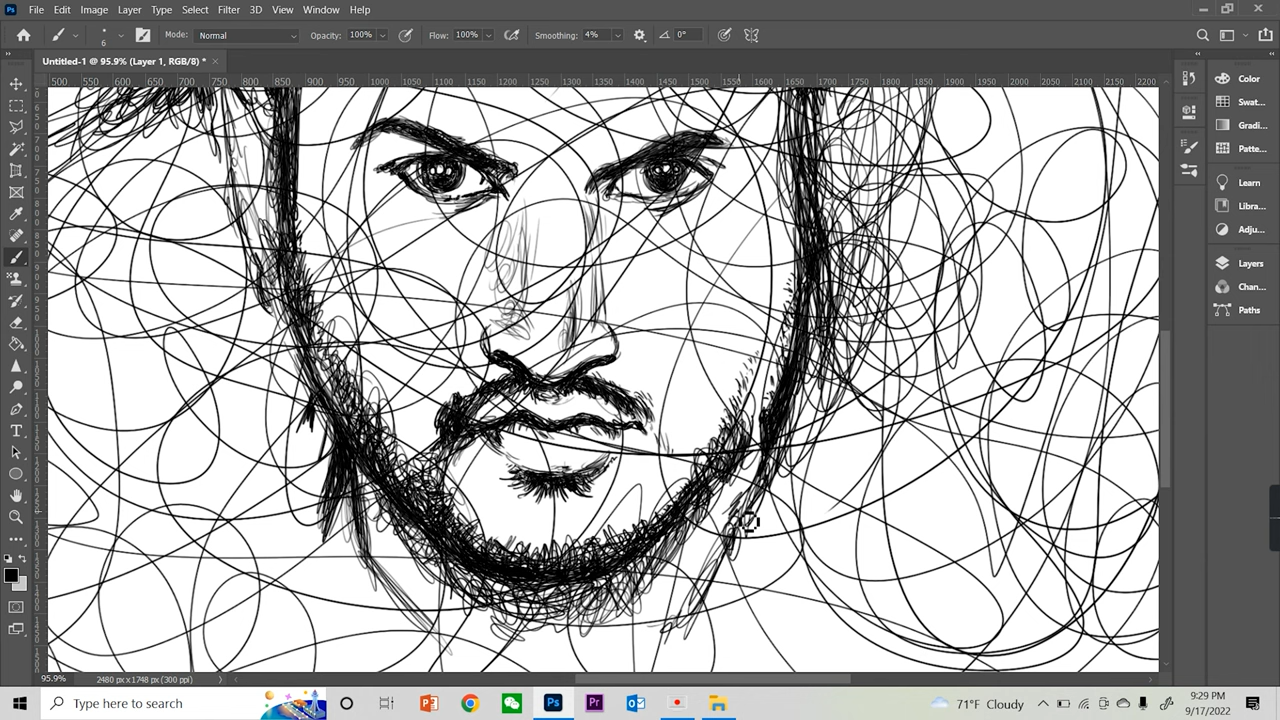 Ps File Edit Image Layer Type Select Filter 3D View Window Help
6 Mode: Normal Opacity: 100% Flow: 100% Smoothing: 4% 0°
Untitled-1 @ 95.9% (Layer 1, RGB/8) *
500 550 600 650 700 750 800 850 900 950 1000 1050 1100 1150 1200 1250 1300 1350 1400 1450 1500 1550 1600 1650 1700 1750 1800 1850 1900 1950 2000 2050 2100 2150 2200
Color
Swat...
Gradi...
Patte...
Learn
Libra...
Adju...
Layers
Chan...
Paths
95.9% 2480 px x 1748 px (300 ppi)
Type here to search
Ps Pr
71°F Cloudy
9:29 PM
9/17/2022